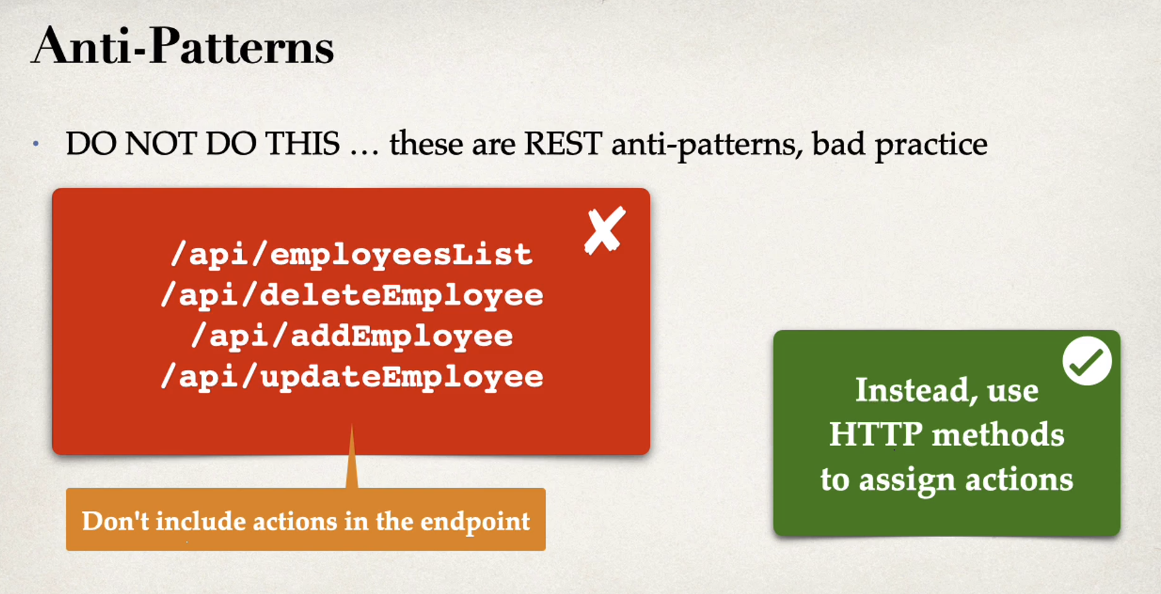 Anti-Patterns
• DO NOT DO THIS … these are REST anti-patterns, bad practice
/api/employeesList
/api/deleteEmployee
/api/addEmployee
/api/updateEmployee
Don't include actions in the endpoint
Instead, use
HTTP methods
to assign actions